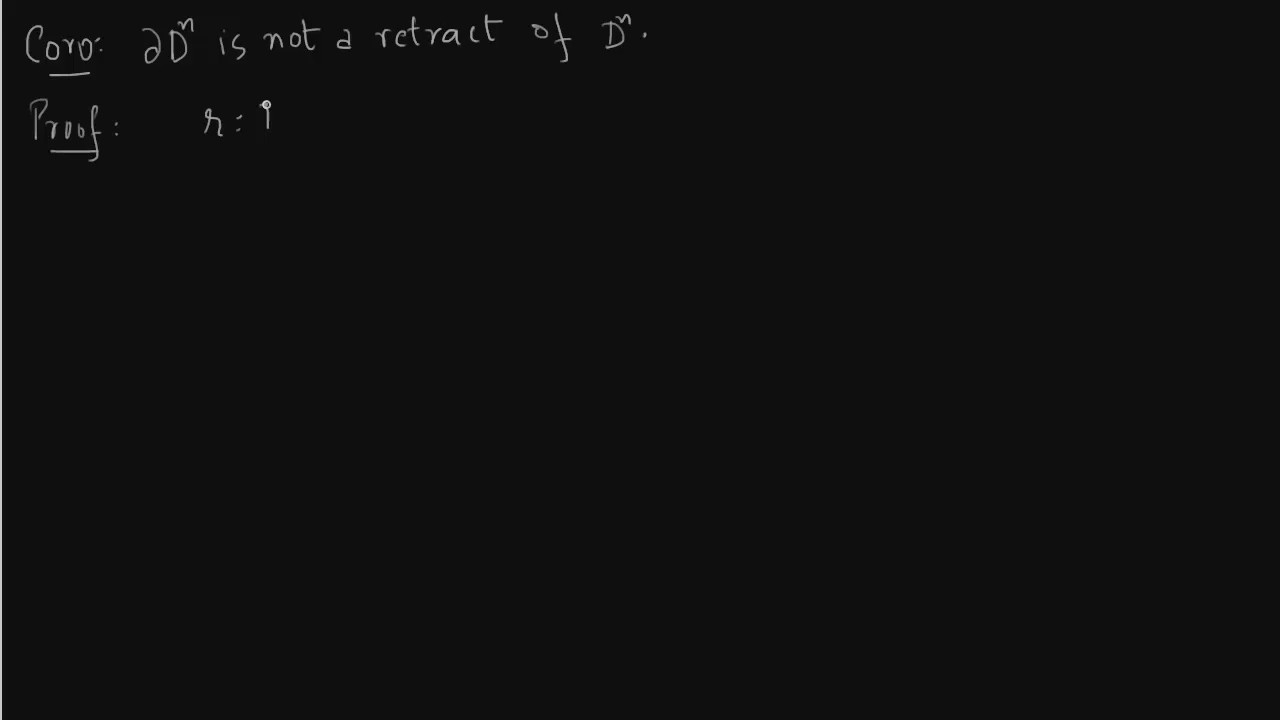 Coro: ∂Dⁿ is not a retract of Dⁿ.
Proof: r: